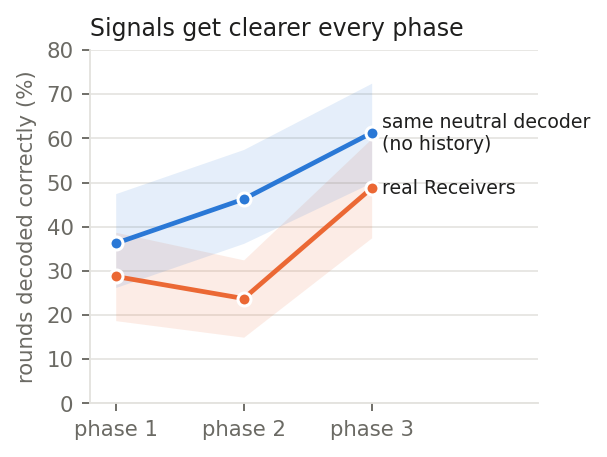 Signals get clearer every phase
rounds decoded correctly (%)
80
70
60
50
40
30
20
10
0
same neutral decoder
(no history)
real Receivers
phase 1
phase 2
phase 3